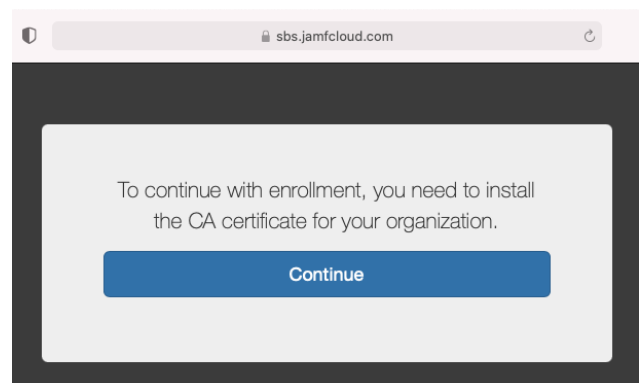 sbs.jamfcloud.com
To continue with enrollment, you need to install
the CA certificate for your organization.
Continue